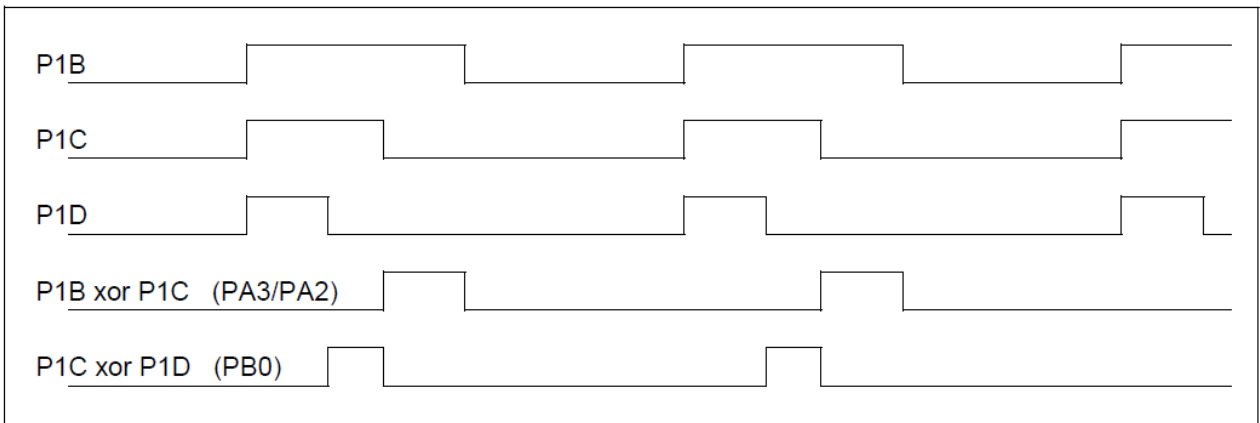 P1B
P1C
P1D
P1B xor P1C (PA3/PA2)
P1C xor P1D (PB0)